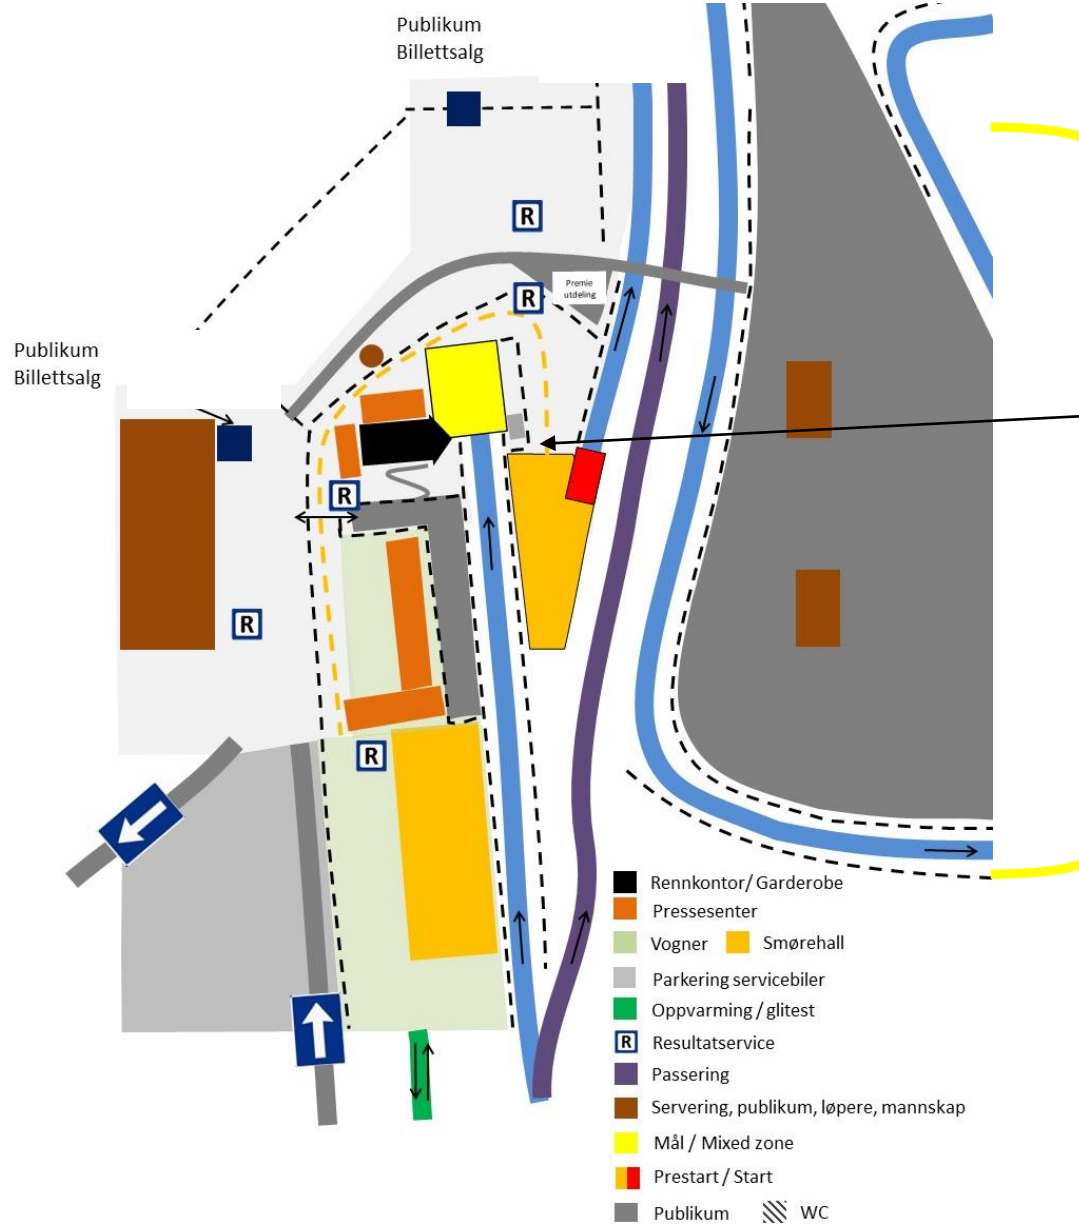 Publikum
Billettsalg
R
R
Premie
utdeling
Publikum
Billettsalg
R
R
R
Rennkontor/ Garderobe
Pressesenter
Vogner Smørehall
Parkering servicebiler
Oppvarming / glitest
R Resultatservice
Passering
Servering, publikum, løpere, mannskap
Mål / Mixed zone
Prestart / Start
Publikum WC